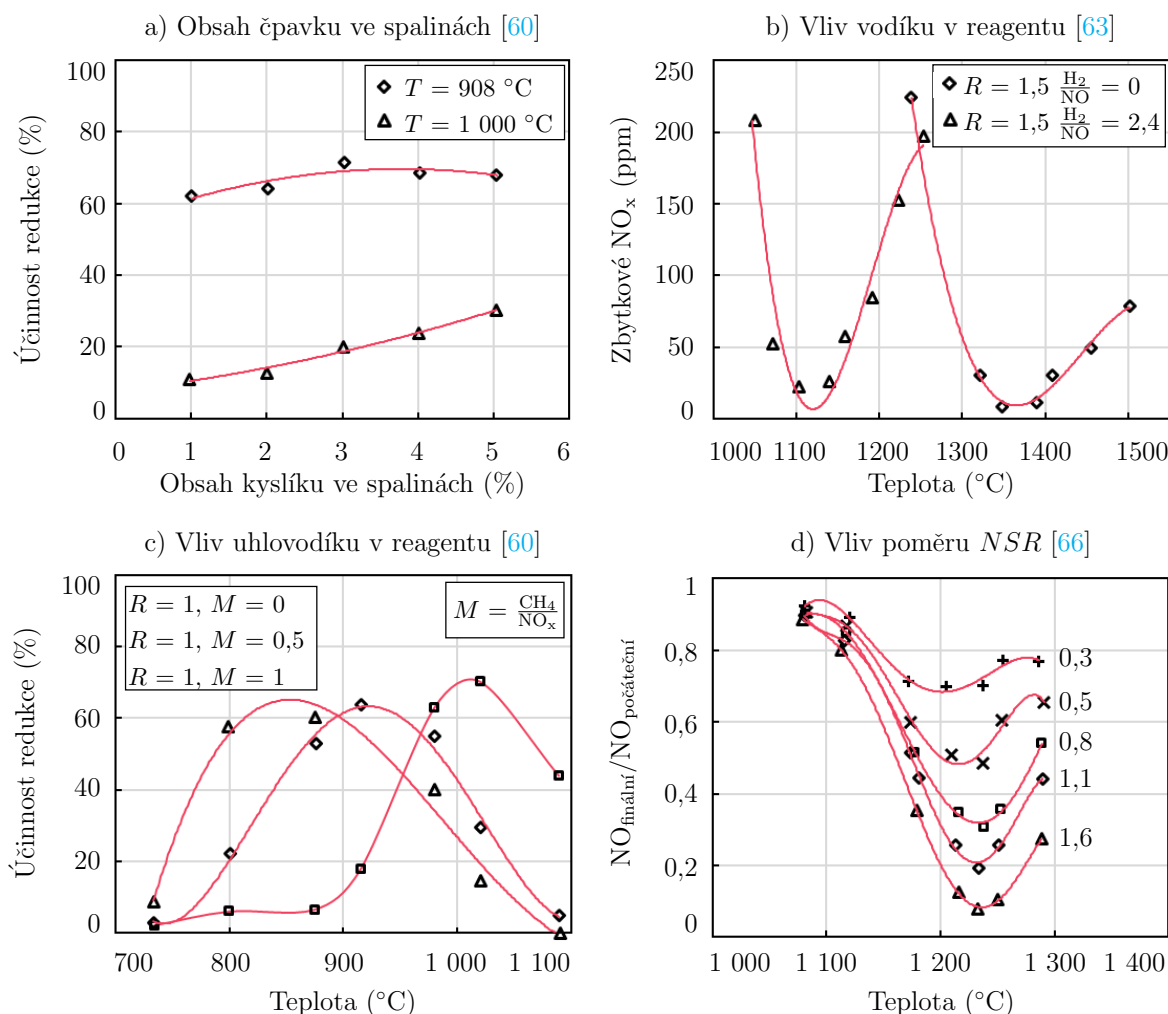 a) Obsah čpavku ve spalinách [60]
100
80
60
40
20
0
Účinnost redukce (%)
T = 908 °C
T = 1 000 °C
0 1 2 3 4 5 6
Obsah kyslíku ve spalinách (%)
b) Vliv vodíku v reagentu [63]
250
200
150
100
50
0
Zbytkové NOx (ppm)
R = 1,5 H2/NO = 0
R = 1,5 H2/NO = 2,4
1000 1100 1200 1300 1400 1500
Teplota (°C)
c) Vliv uhlovodíku v reagentu [60]
100
80
60
40
20
0
Účinnost redukce (%)
R = 1, M = 0
R = 1, M = 0,5
R = 1, M = 1
M = CH4/NOx
700 800 900 1 000 1 100
Teplota (°C)
d) Vliv poměru NSR [66]
1
0,8
0,6
0,4
0,2
0
NOfinální/NOpočáteční
0,3
0,5
0,8
1,1
1,6
1 000 1 100 1 200 1 300 1 400
Teplota (°C)